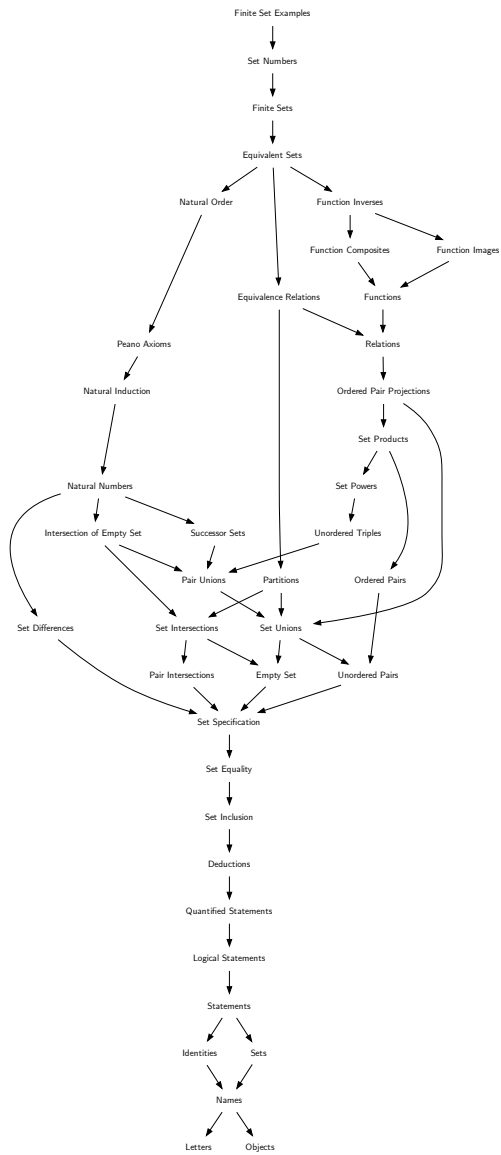 Finite Set Examples
Set Numbers
Finite Sets
Equivalent Sets
Natural Order
Function Inverses
Function Composites
Function Images
Equivalence Relations
Functions
Peano Axioms
Relations
Natural Induction
Ordered Pair Projections
Set Products
Natural Numbers
Set Powers
Intersection of Empty Set
Successor Sets
Unordered Triples
Pair Unions
Partitions
Ordered Pairs
Set Differences
Set Intersections
Set Unions
Pair Intersections
Empty Set
Unordered Pairs
Set Specification
Set Equality
Set Inclusion
Deductions
Quantified Statements
Logical Statements
Statements
Identities
Sets
Names
Letters
Objects